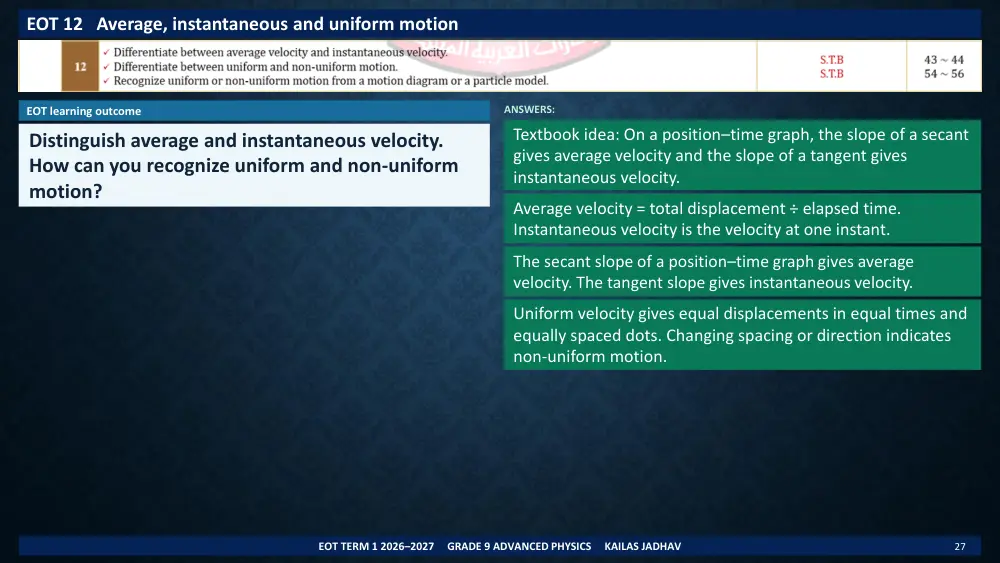 EOT 12 Average, instantaneous and uniform motion
12
✓ Differentiate between average velocity and instantaneous velocity.
✓ Differentiate between uniform and non-uniform motion.
✓ Recognize uniform or non-uniform motion from a motion diagram or a particle model.
S.T.B
S.T.B
43 ~ 44
54 ~ 56
EOT learning outcome
Distinguish average and instantaneous velocity.
How can you recognize uniform and non-uniform
motion?
ANSWERS:
Textbook idea: On a position–time graph, the slope of a secant
gives average velocity and the slope of a tangent gives
instantaneous velocity.
Average velocity = total displacement ÷ elapsed time.
Instantaneous velocity is the velocity at one instant.
The secant slope of a position–time graph gives average
velocity. The tangent slope gives instantaneous velocity.
Uniform velocity gives equal displacements in equal times and
equally spaced dots. Changing spacing or direction indicates
non-uniform motion.
EOT TERM 1 2026–2027 GRADE 9 ADVANCED PHYSICS KAILAS JADHAV
27